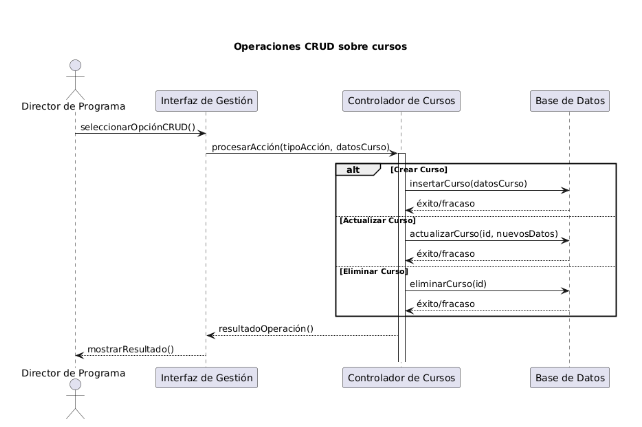 Operaciones CRUD sobre cursos
Director de Programa
Interfaz de Gestión
Controlador de Cursos
Base de Datos
seleccionarOpciónCRUD()
procesarAcción(tipoAcción, datosCurso)
alt [Crear Curso]
insertarCurso(datosCurso)
éxito/fracaso
[Actualizar Curso]
actualizarCurso(id, nuevosDatos)
éxito/fracaso
[Eliminar Curso]
eliminarCurso(id)
éxito/fracaso
resultadoOperación()
mostrarResultado()
Director de Programa
Interfaz de Gestión
Controlador de Cursos
Base de Datos